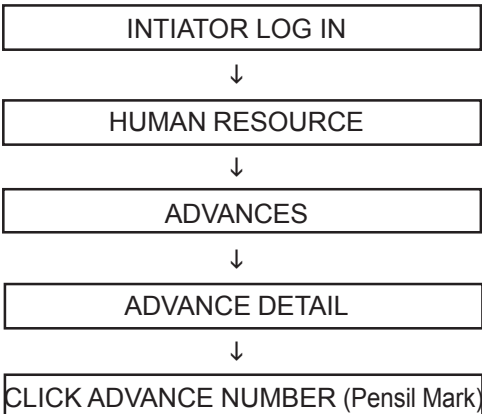 INTIATOR LOG IN
↓
HUMAN RESOURCE
↓
ADVANCES
↓
ADVANCE DETAIL
↓
CLICK ADVANCE NUMBER (Pensil Mark)